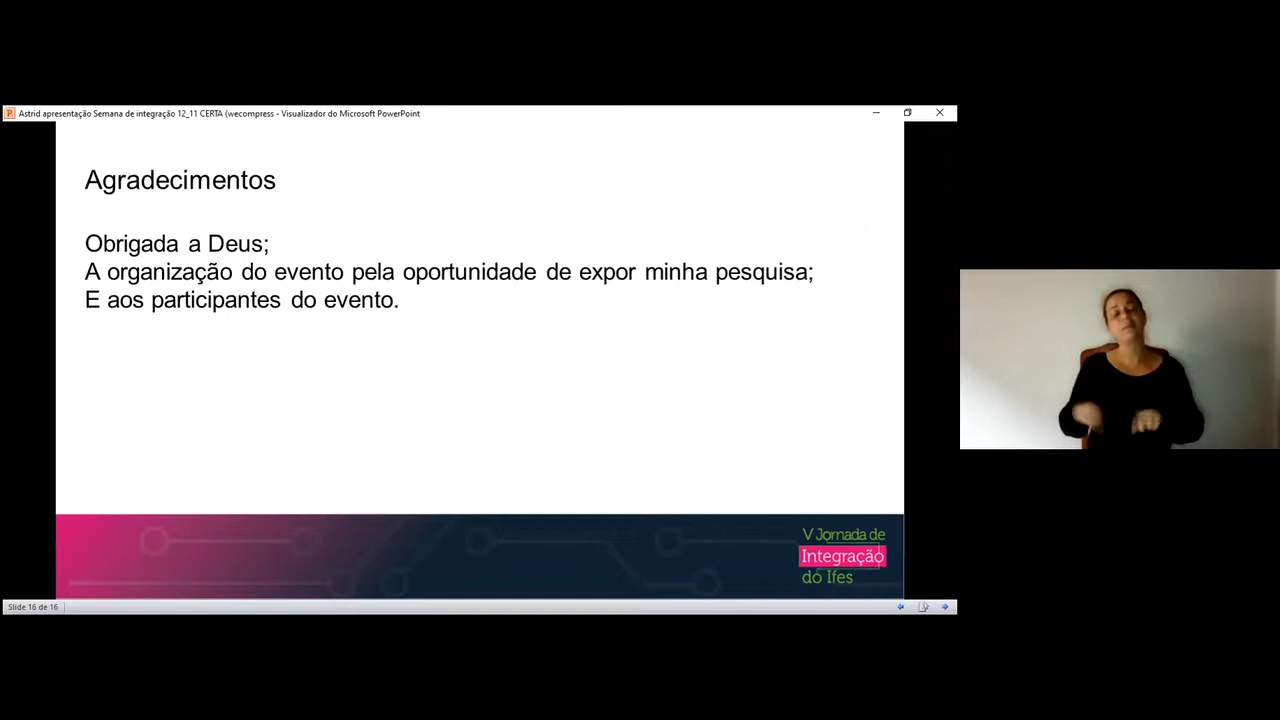 Astrid apresentação Semana de integração 12_11 CERTA (wecompress - Visualizador do Microsoft PowerPoint
Agradecimentos
Obrigada a Deus;
A organização do evento pela oportunidade de expor minha pesquisa;
E aos participantes do evento.
V Jornada de
Integração
do Ifes
Slide 16 de 16